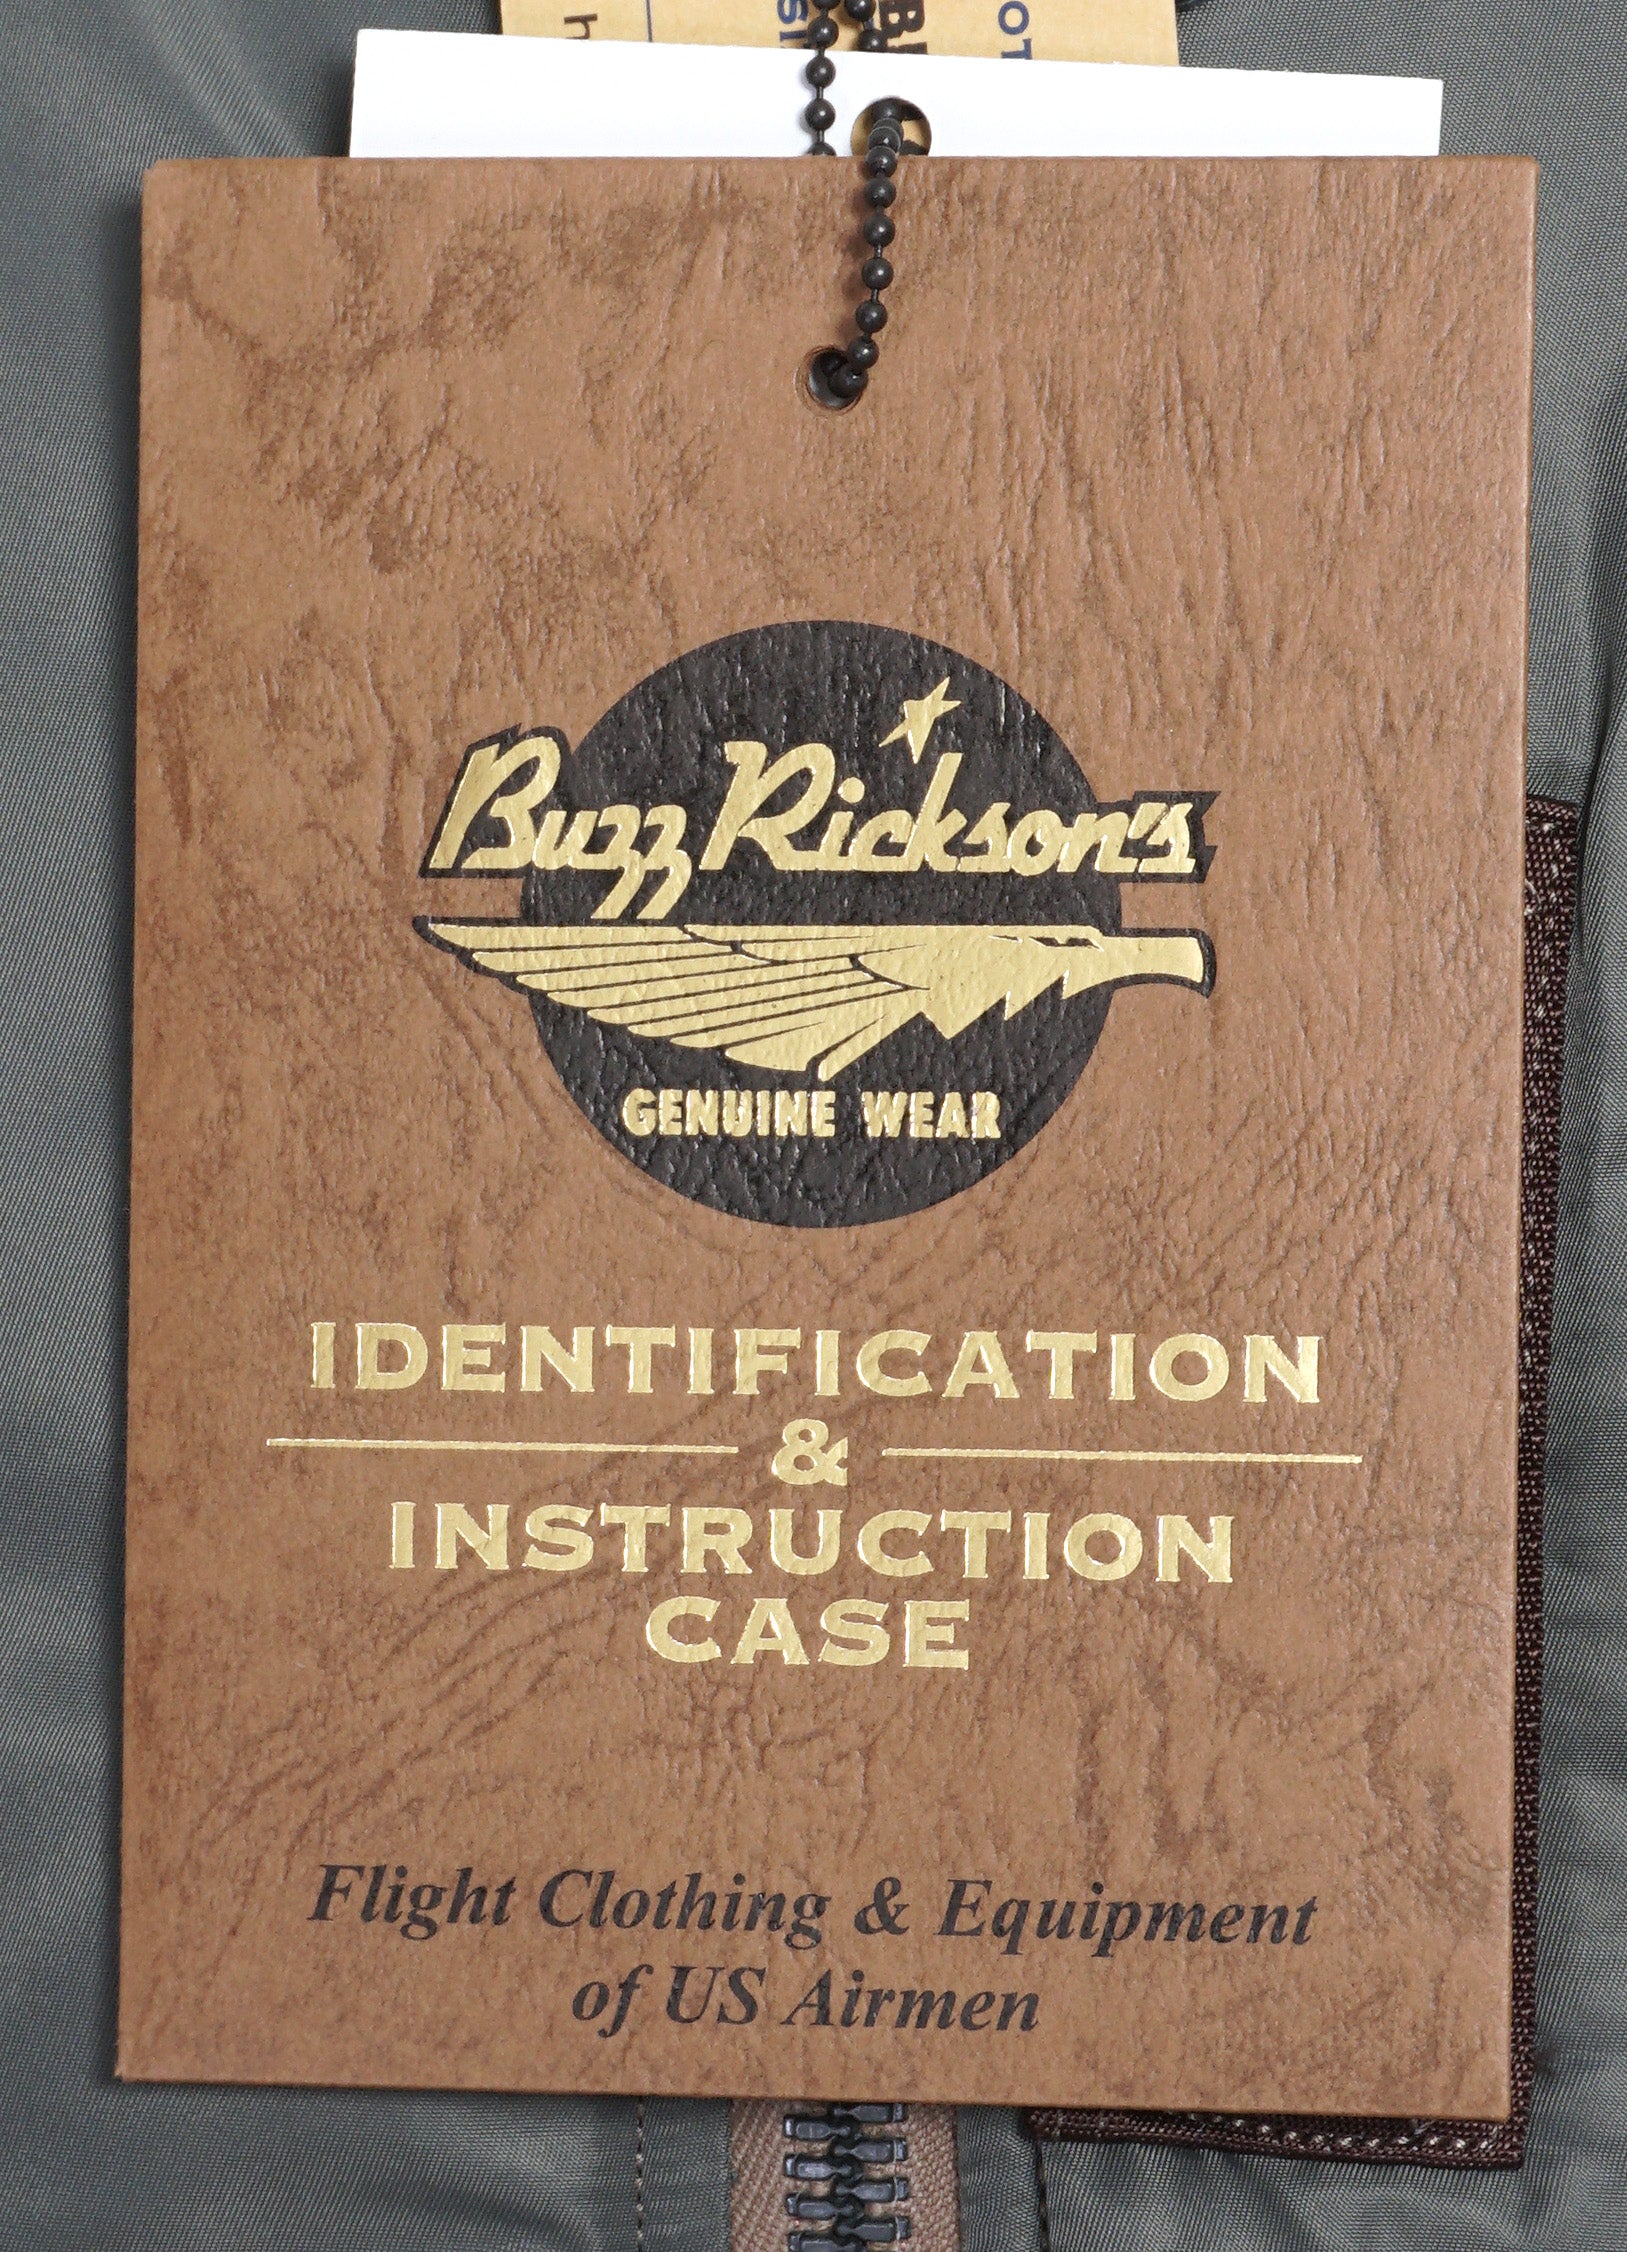 Buzz Rickson's
GENUINE WEAR
IDENTIFICATION
&
INSTRUCTION
CASE
Flight Clothing & Equipment
of US Airmen